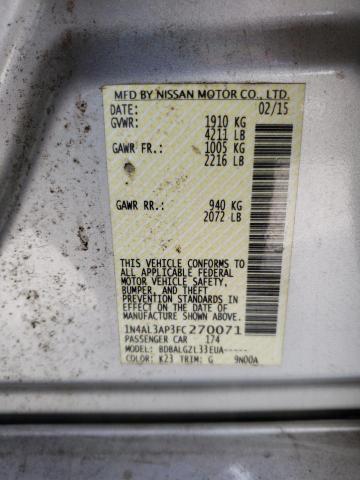 MFD BY NISSAN MOTOR CO., LTD.
DATE: 02/15
GVWR: 1910 KG
4211 LB
GAWR FR.: 1005 KG
2216 LB
GAWR RR.: 940 KG
2072 LB
THIS VEHICLE CONFORMS TO
ALL APPLICABLE FEDERAL
MOTOR VEHICLE SAFETY,
BUMPER, AND THEFT
PREVENTION STANDARDS
IN EFFECT ON THE DATE OF
MANUFACTURE SHOWN ABOVE.
1N4AL3AP3FC270071
PASSENGER CAR 174
MODEL: BDBALGZL33EUA-----
COLOR: K23 TRIM: G 9N00A